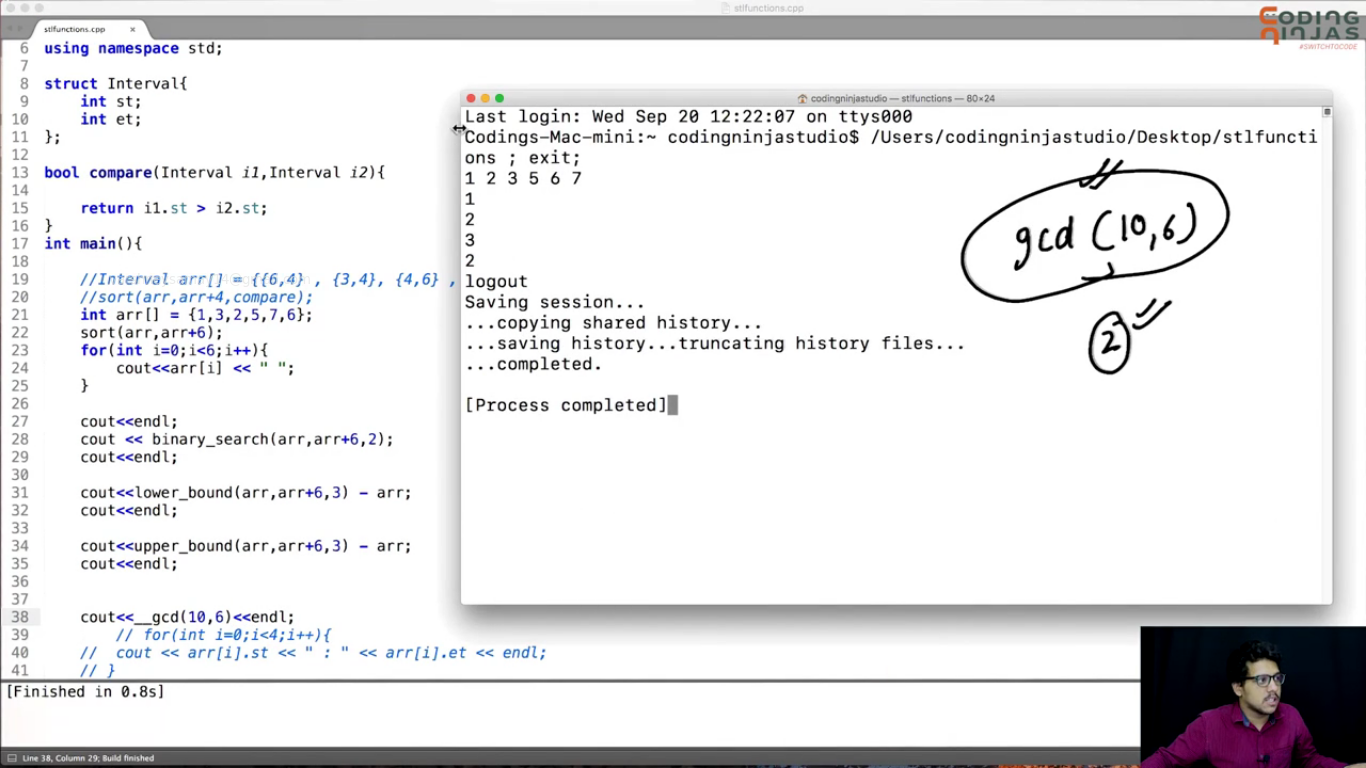 stlfunctions.cpp
CODING
NINJAS
#SWITCHTOCODE
stlfunctions.cpp ×
6 using namespace std;
7
8 struct Interval{
9 int st;
10 int et;
11 };
12
13 bool compare(Interval i1,Interval i2){
14
15 return i1.st > i2.st;
16 }
17 int main(){
18
19 //Interval arr[] = {{6,4} , {3,4}, {4,6} ,
20 //sort(arr,arr+4,compare);
21 int arr[] = {1,3,2,5,7,6};
22 sort(arr,arr+6);
23 for(int i=0;i<6;i++){
24 cout<<arr[i] << " ";
25 }
26
27 cout<<endl;
28 cout << binary_search(arr,arr+6,2);
29 cout<<endl;
30
31 cout<<lower_bound(arr,arr+6,3) - arr;
32 cout<<endl;
33
34 cout<<upper_bound(arr,arr+6,3) - arr;
35 cout<<endl;
36
37
38 cout<<__gcd(10,6)<<endl;
39 // for(int i=0;i<4;i++){
40 // cout << arr[i].st << " : " << arr[i].et << endl;
41 // }
[Finished in 0.8s]
Line 38, Column 29; Build finished
codingninjastudio — stlfunctions — 80×24
Last login: Wed Sep 20 12:22:07 on ttys000
Codings-Mac-mini:~ codingninjastudio$ /Users/codingninjastudio/Desktop/stlfuncti
ons ; exit;
1 2 3 5 6 7
1
2
3
2
logout
Saving session...
...copying shared history...
...saving history...truncating history files...
...completed.
[Process completed]
gcd (10,6)
2